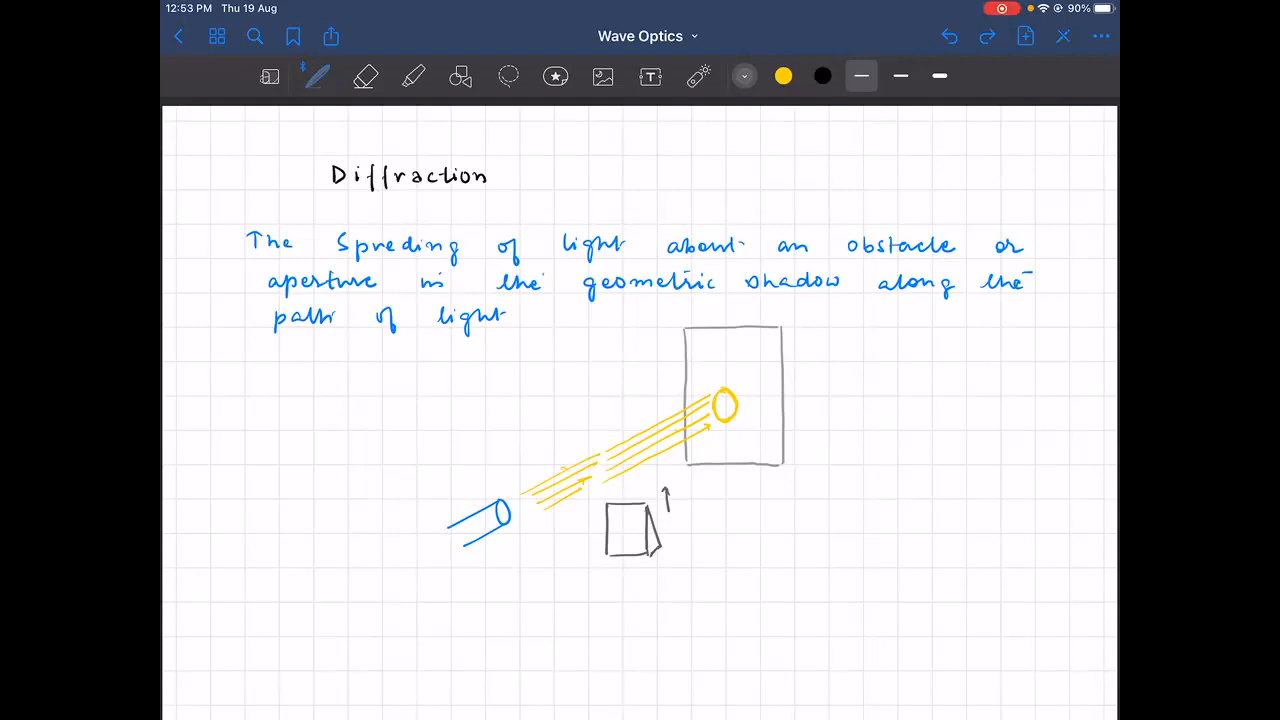 12:53 PM Thu 19 Aug 90%
Wave Optics
T
Diffraction
The Spreding of light about an obstacle or
aperture in the geometric shadow along the
path of light